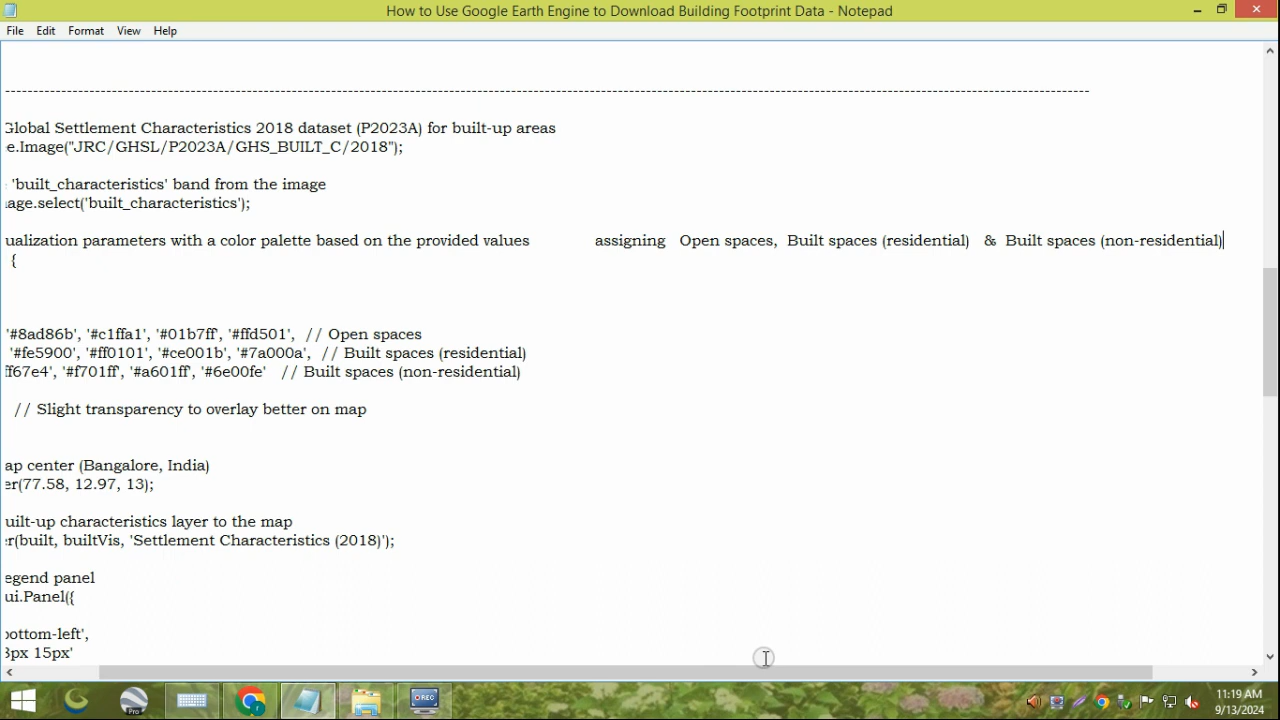 How to Use Google Earth Engine to Download Building Footprint Data - Notepad
File Edit Format View Help
-----------------------------------------------------------------------------------------------------------------------------------------------------------------------------------
Global Settlement Characteristics 2018 dataset (P2023A) for built-up areas
e.Image("JRC/GHSL/P2023A/GHS_BUILT_C/2018");
'built_characteristics' band from the image
age.select('built_characteristics');
ualization parameters with a color palette based on the provided values assigning Open spaces, Built spaces (residential) & Built spaces (non-residential)
{
'#8ad86b', '#c1ffa1', '#01b7ff', '#ffd501', // Open spaces
'#fe5900', '#ff0101', '#ce001b', '#7a000a', // Built spaces (residential)
ff67e4', '#f701ff', '#a601ff', '#6e00fe' // Built spaces (non-residential)
// Slight transparency to overlay better on map
ap center (Bangalore, India)
er(77.58, 12.97, 13);
uilt-up characteristics layer to the map
er(built, builtVis, 'Settlement Characteristics (2018)');
egend panel
ui.Panel({
bottom-left',
8px 15px'
Pro
REC
11:19 AM
9/13/2024